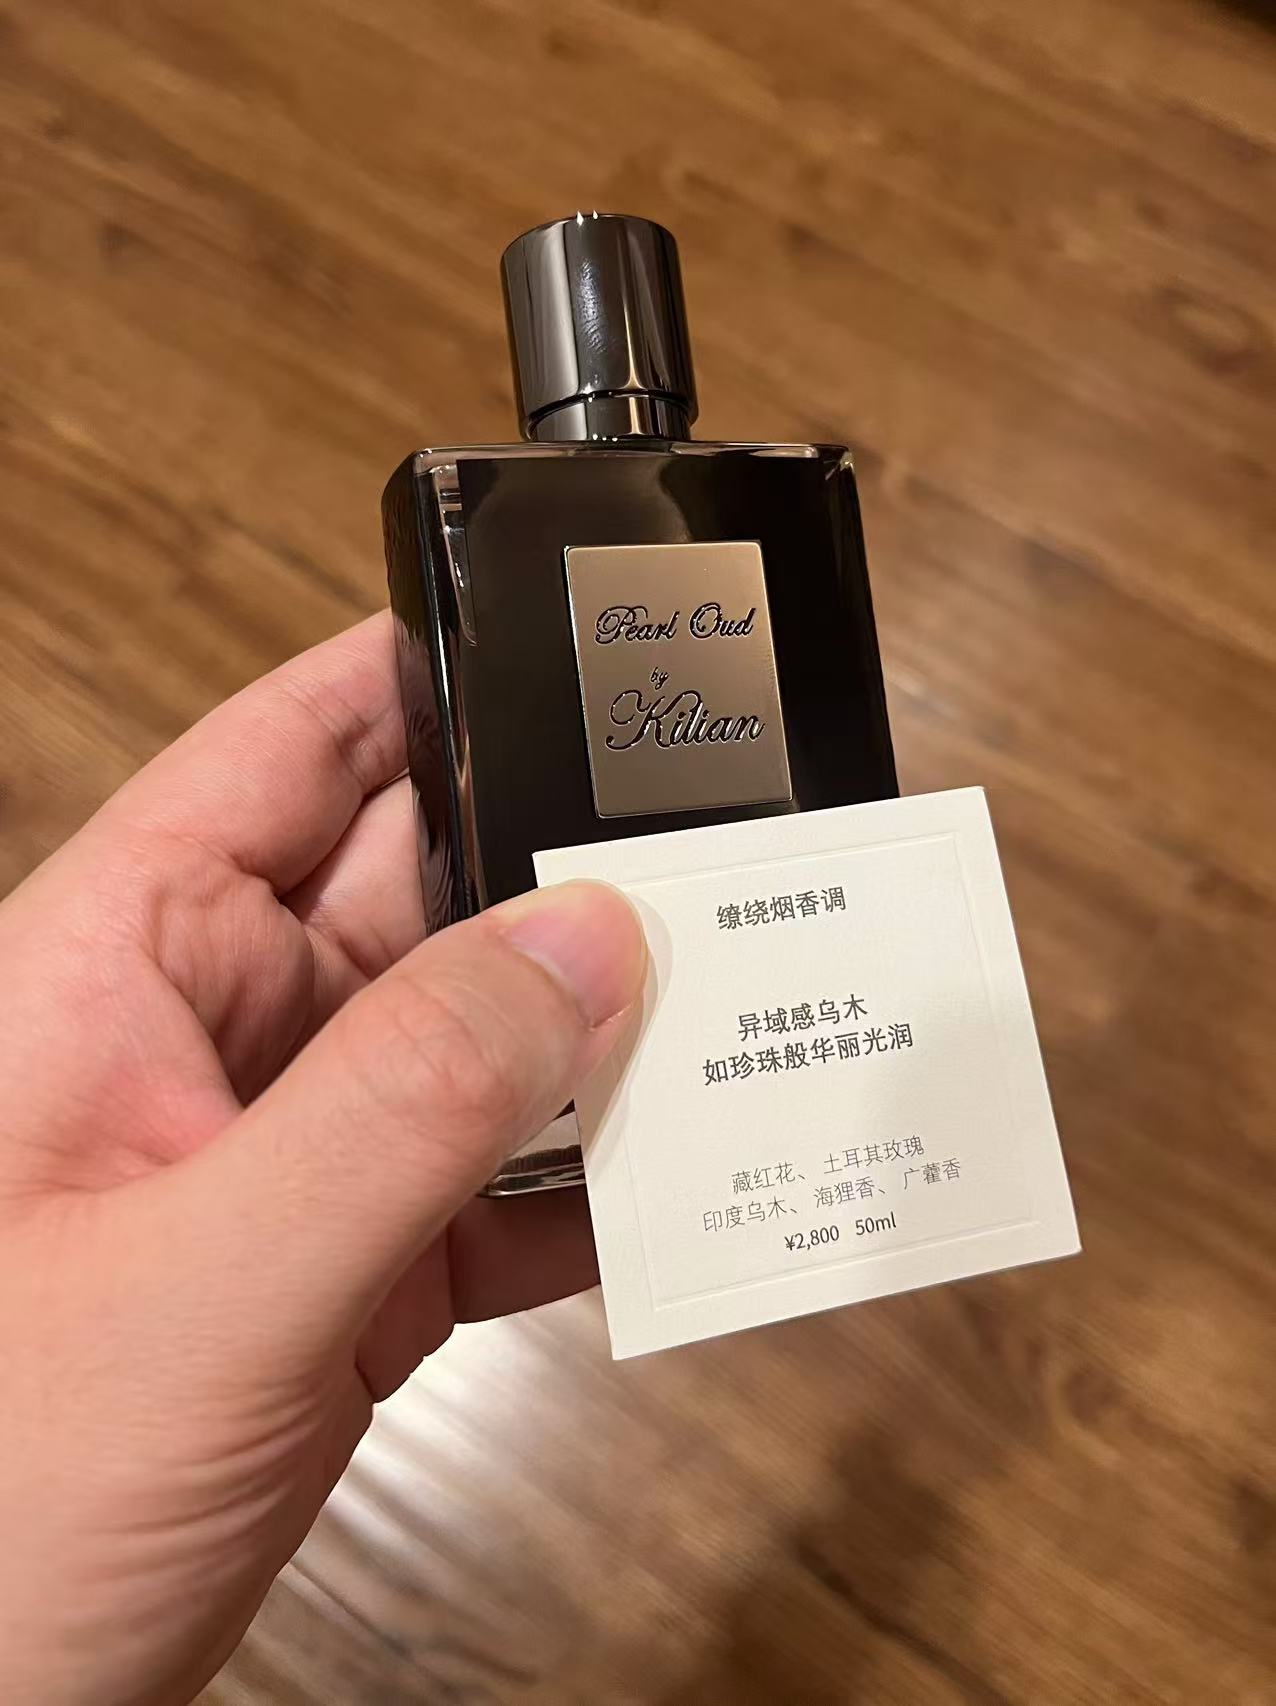 Pearl Oud
by
Kilian
缭绕烟香调
异域感乌木
如珍珠般华丽光润
藏红花、土耳其玫瑰
印度乌木、海狸香、广藿香
¥2,800 50ml